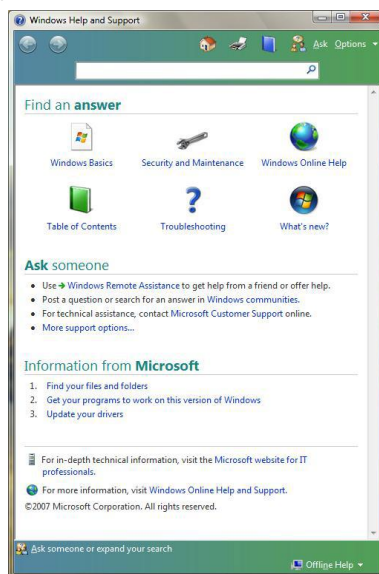 Windows Help and Support
Ask Options
Find an answer
Windows Basics
Security and Maintenance
Windows Online Help
Table of Contents
Troubleshooting
What's new?
Ask someone
Use Windows Remote Assistance to get help from a friend or offer help.
Post a question or search for an answer in Windows communities.
For technical assistance, contact Microsoft Customer Support online.
More support options...
Information from Microsoft
1. Find your files and folders
2. Get your programs to work on this version of Windows
3. Update your drivers
For in-depth technical information, visit the Microsoft website for IT
professionals.
For more information, visit Windows Online Help and Support.
©2007 Microsoft Corporation. All rights reserved.
Ask someone or expand your search
Offline Help